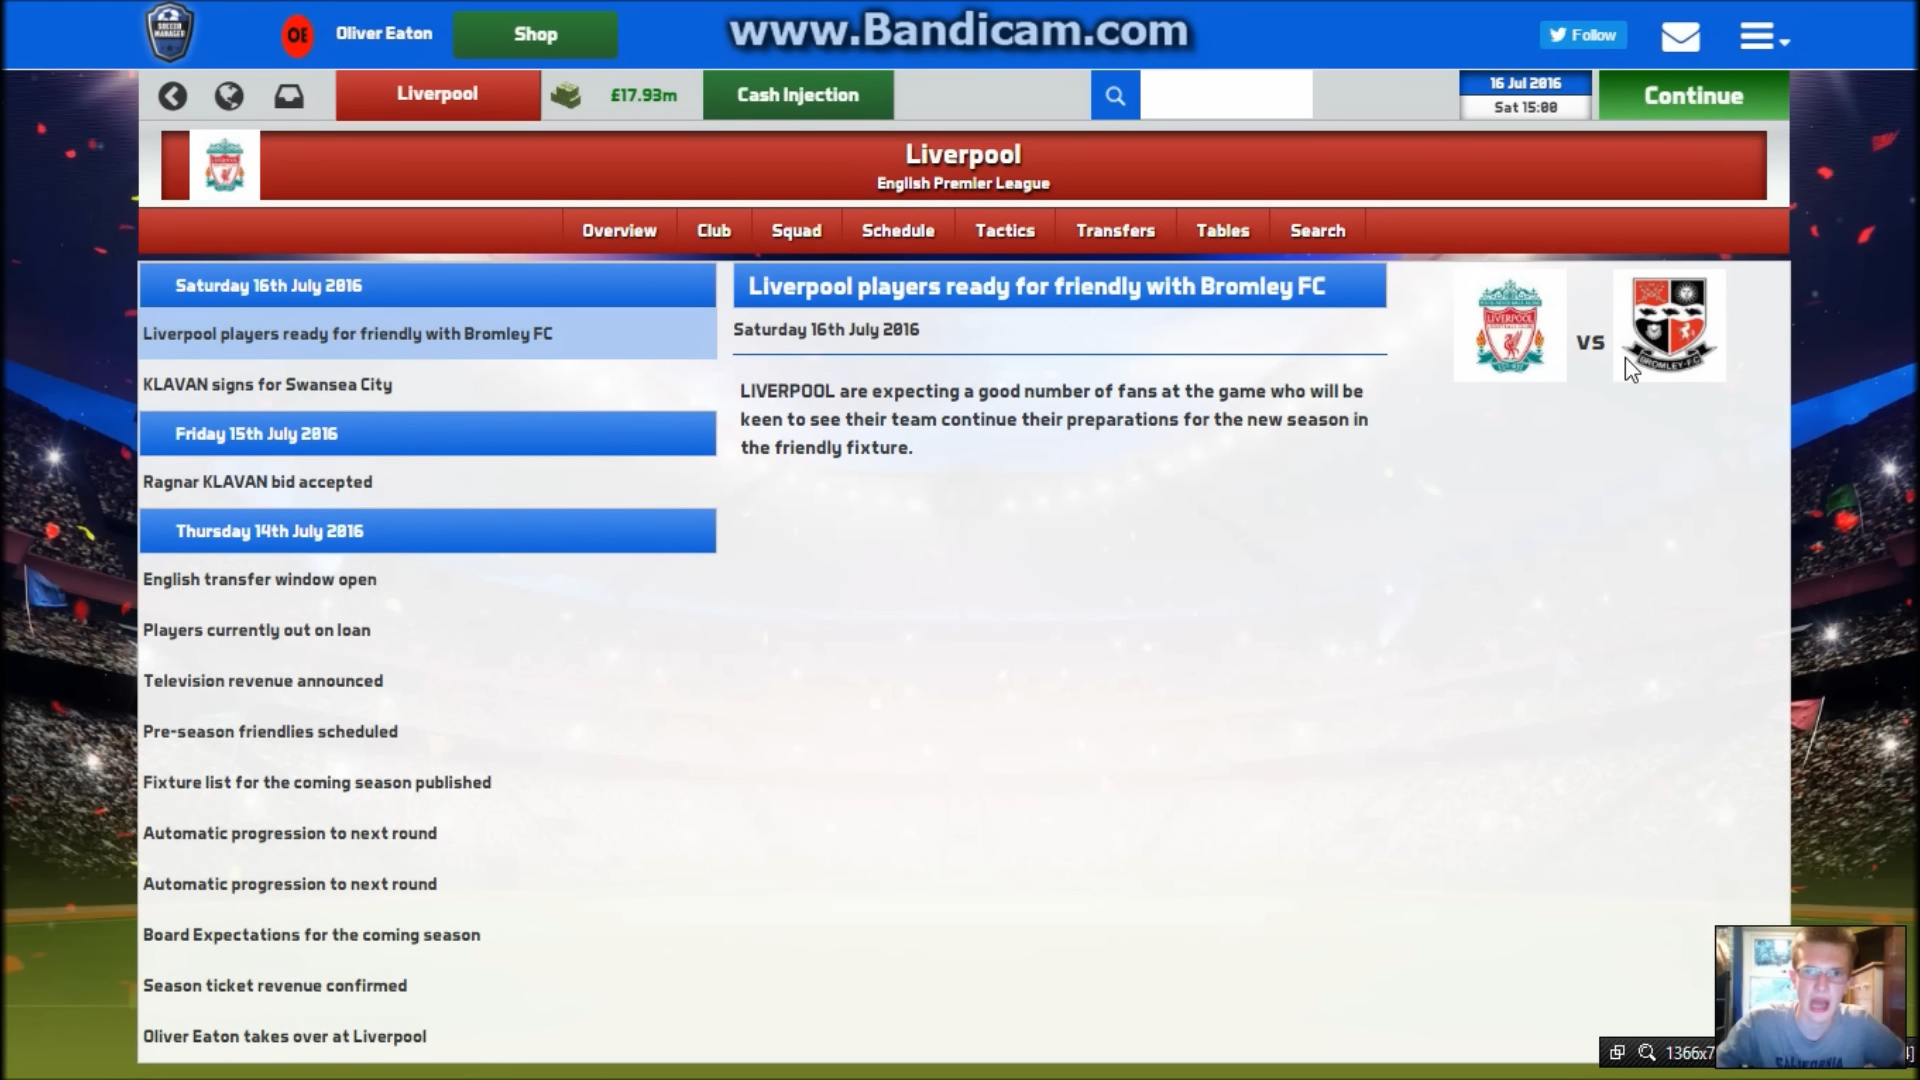 www.Bandicam.com
SOCCER MANAGER
OE
Oliver Eaton
Shop
Follow
Liverpool
£17.93m
Cash Injection
16 Jul 2016
Sat 15:00
Continue
Liverpool
English Premier League
Overview
Club
Squad
Schedule
Tactics
Transfers
Tables
Search
Saturday 16th July 2016
Liverpool players ready for friendly with Bromley FC
KLAVAN signs for Swansea City
Friday 15th July 2016
Ragnar KLAVAN bid accepted
Thursday 14th July 2016
English transfer window open
Players currently out on loan
Television revenue announced
Pre-season friendlies scheduled
Fixture list for the coming season published
Automatic progression to next round
Automatic progression to next round
Board Expectations for the coming season
Season ticket revenue confirmed
Oliver Eaton takes over at Liverpool
Liverpool players ready for friendly with Bromley FC
Saturday 16th July 2016
LIVERPOOL are expecting a good number of fans at the game who will be
keen to see their team continue their preparations for the new season in
the friendly fixture.
LIVERPOOL
VS
BROMLEY-FC
1366x7
CALIFORNIA